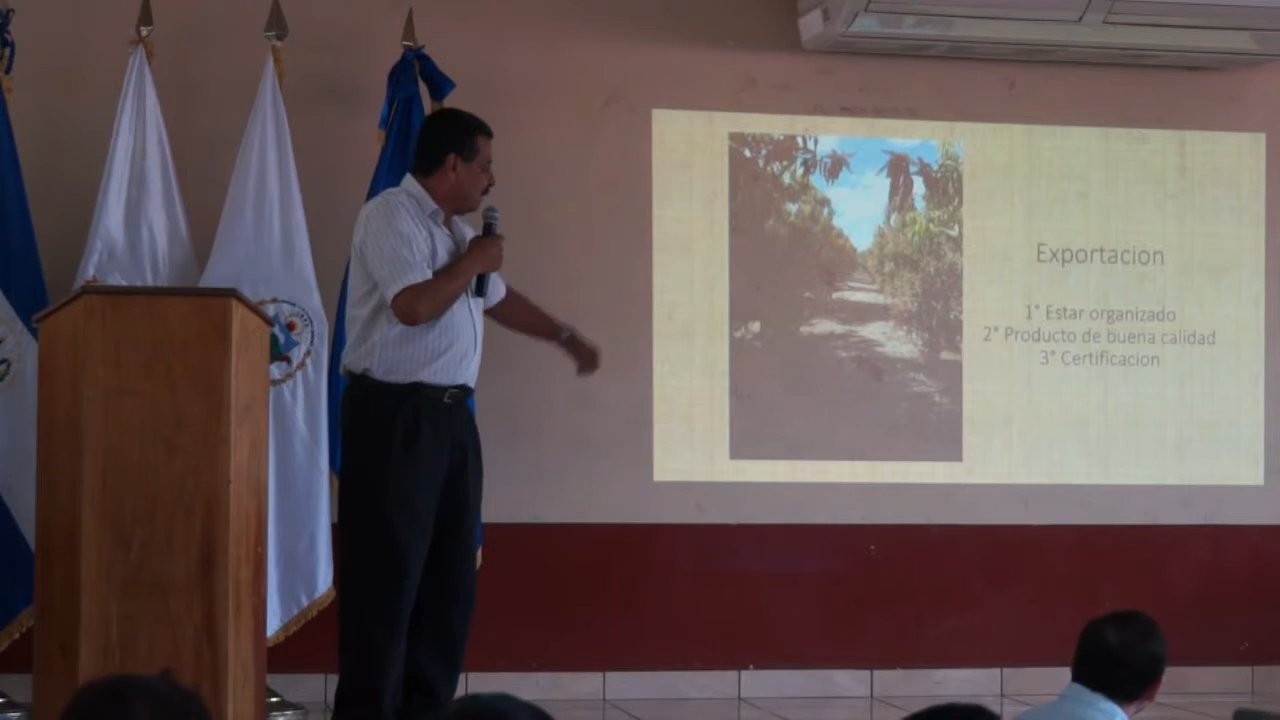 Exportacion
1° Estar organizado
2° Producto de buena calidad
3° Certificacion